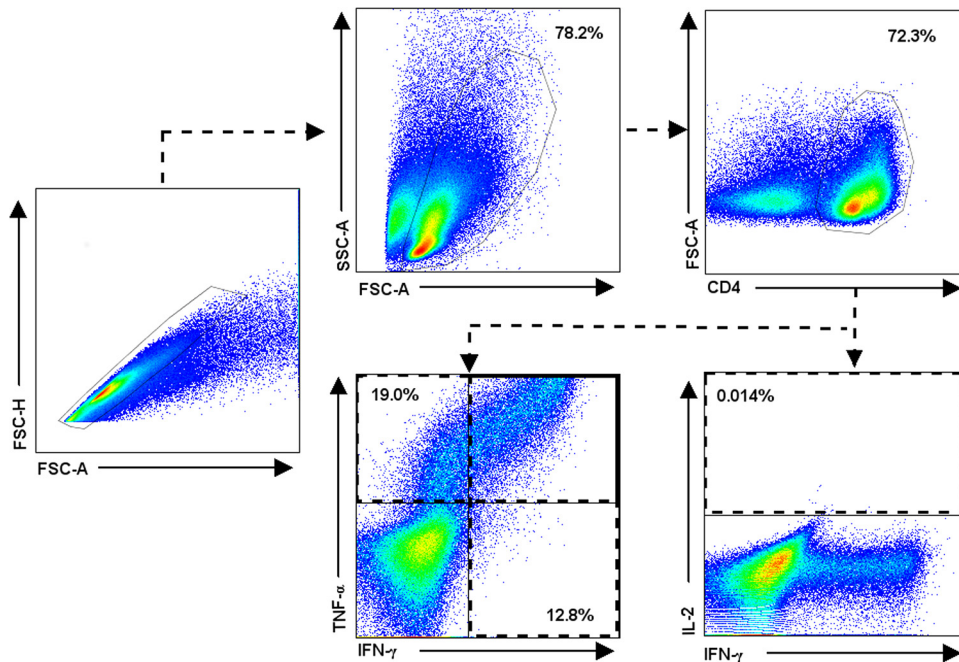 78.2%
SSC-A
FSC-A
72.3%
FSC-A
CD4
FSC-H
FSC-A
19.0%
12.8%
TNF-α
IFN-γ
0.014%
IL-2
IFN-γ